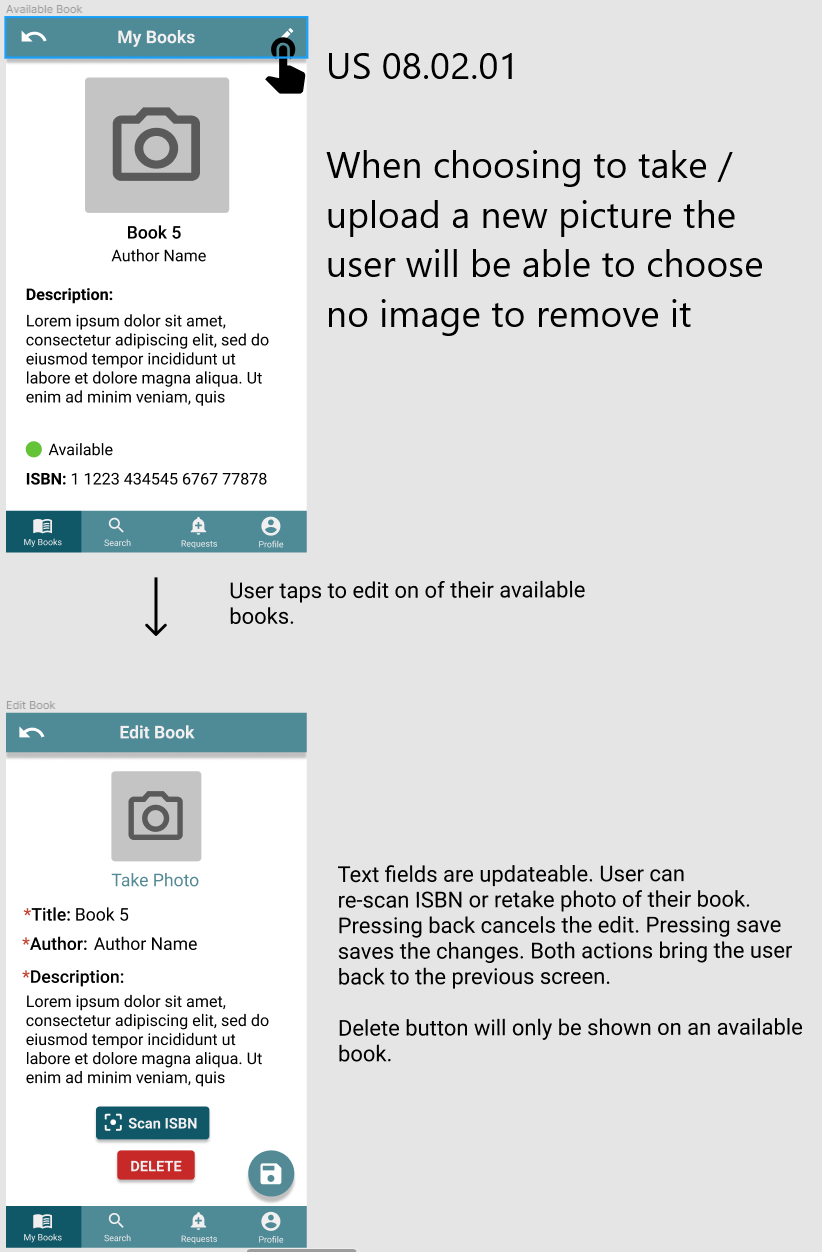 Available Book
My Books
US 08.02.01
When choosing to take /
upload a new picture the
user will be able to choose
no image to remove it
Book 5
Author Name
Description:
Lorem ipsum dolor sit amet,
consectetur adipiscing elit, sed do
eiusmod tempor incididunt ut
labore et dolore magna aliqua. Ut
enim ad minim veniam, quis
Available
ISBN: 1 1223 434545 6767 77878
My Books Search Requests Profile
User taps to edit on of their available
books.
Edit Book
Edit Book
Take Photo
*Title: Book 5
*Author: Author Name
*Description:
Lorem ipsum dolor sit amet,
consectetur adipiscing elit, sed do
eiusmod tempor incididunt ut
labore et dolore magna aliqua. Ut
enim ad minim veniam, quis
Scan ISBN
DELETE
My Books Search Requests Profile
Text fields are updateable. User can
re-scan ISBN or retake photo of their book.
Pressing back cancels the edit. Pressing save
saves the changes. Both actions bring the user
back to the previous screen.
Delete button will only be shown on an available
book.